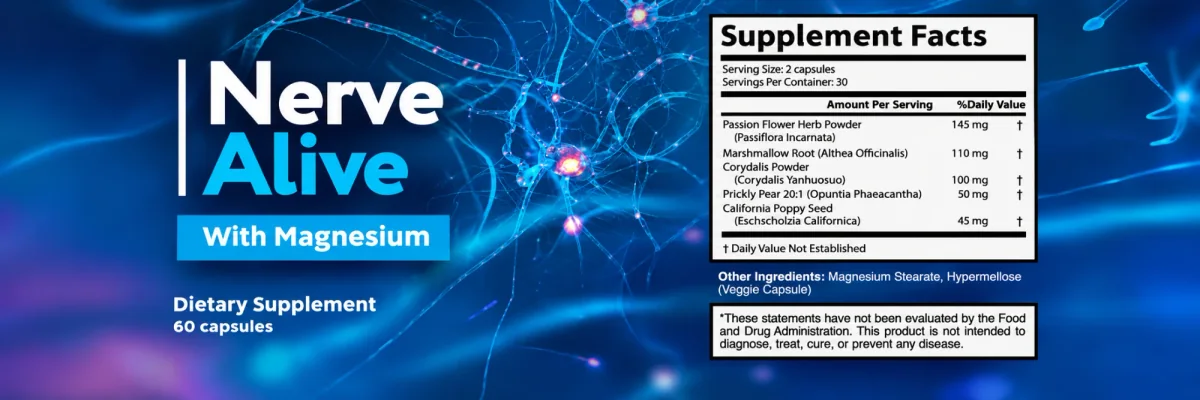 Nerve
Alive
With Magnesium
Dietary Supplement
60 capsules
Supplement Facts
Serving Size: 2 capsules
Servings Per Container: 30
Amount Per Serving %Daily Value
Passion Flower Herb Powder 145 mg †
(Passiflora Incarnata)
Marshmallow Root (Althea Officinalis) 110 mg †
Corydalis Powder
(Corydalis Yanhuosuo) 100 mg †
Prickly Pear 20:1 (Opuntia Phaeacantha) 50 mg †
California Poppy Seed
(Eschscholzia Californica) 45 mg †
† Daily Value Not Established
Other Ingredients: Magnesium Stearate, Hypermellose
(Veggie Capsule)
*These statements have not been evaluated by the Food
and Drug Administration. This product is not intended to
diagnose, treat, cure, or prevent any disease.